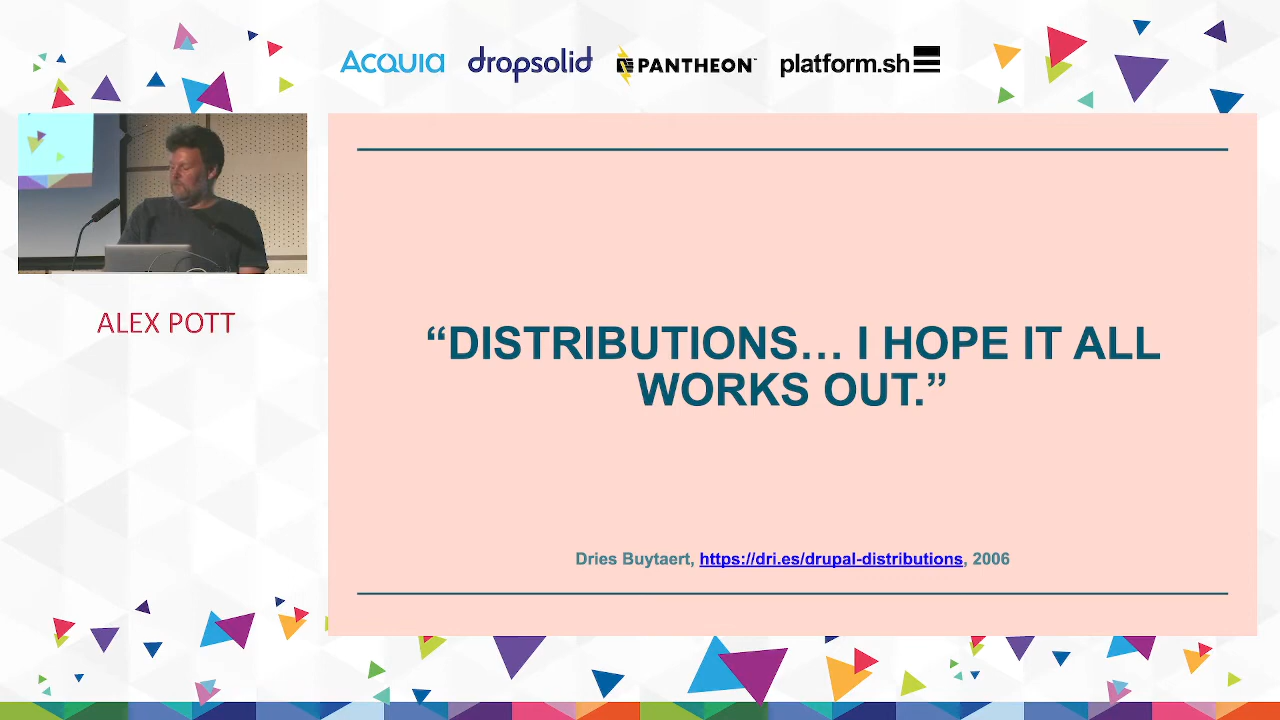 ACQUIA dropsolid PANTHEON platform.sh
ALEX POTT
“DISTRIBUTIONS… I HOPE IT ALL
WORKS OUT.”
Dries Buytaert, https://dri.es/drupal-distributions, 2006